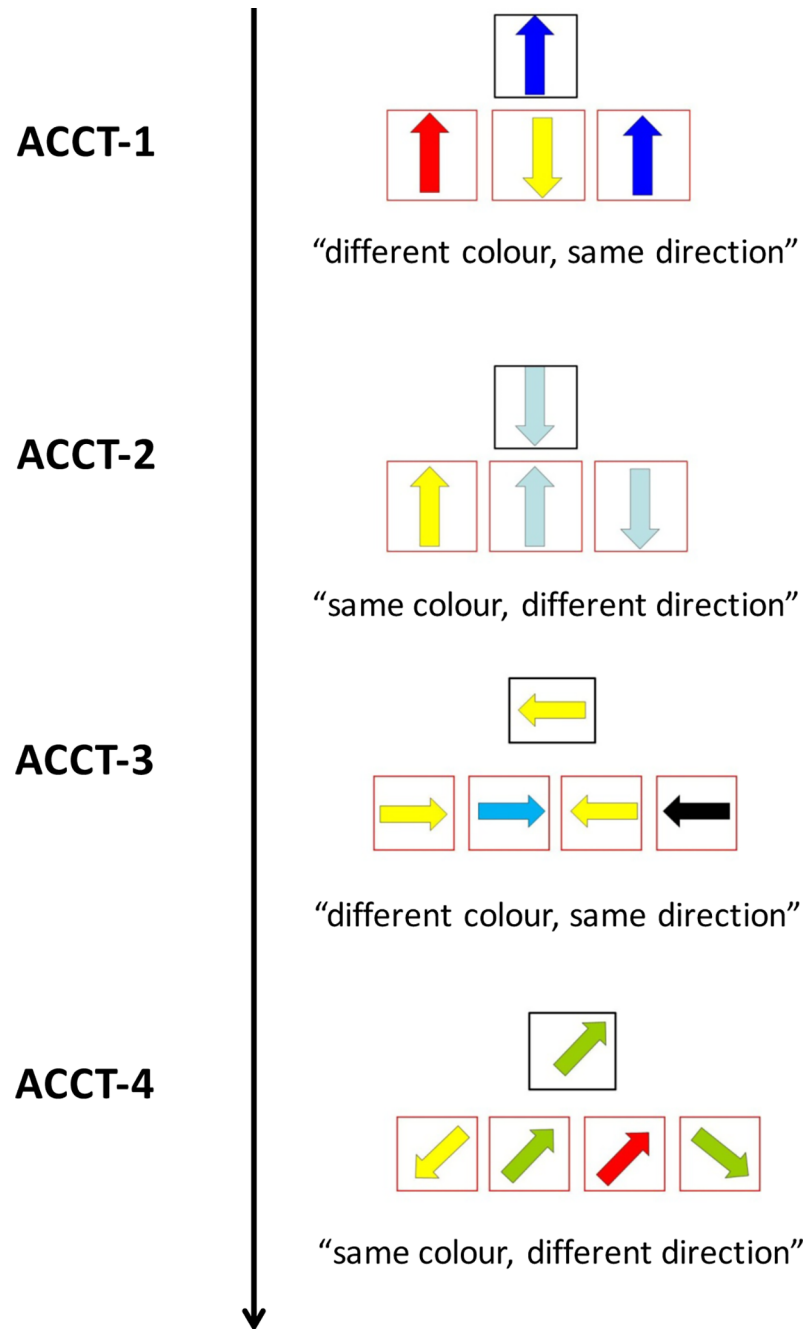 ACCT-1
“different colour, same direction”
ACCT-2
“same colour, different direction”
ACCT-3
“different colour, same direction”
ACCT-4
“same colour, different direction”